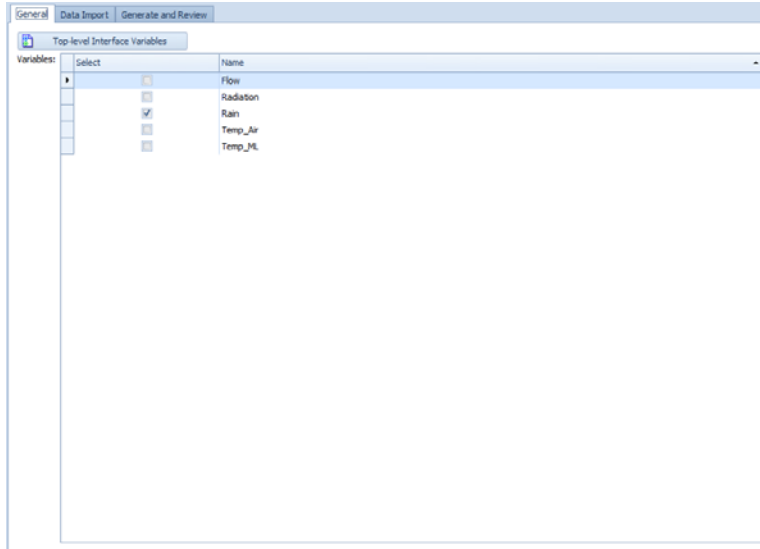 General Data Import Generate and Review
Top-level Interface Variables
Variables: Select Name
Flow
Radiation
Rain
Temp_Air
Temp_ML